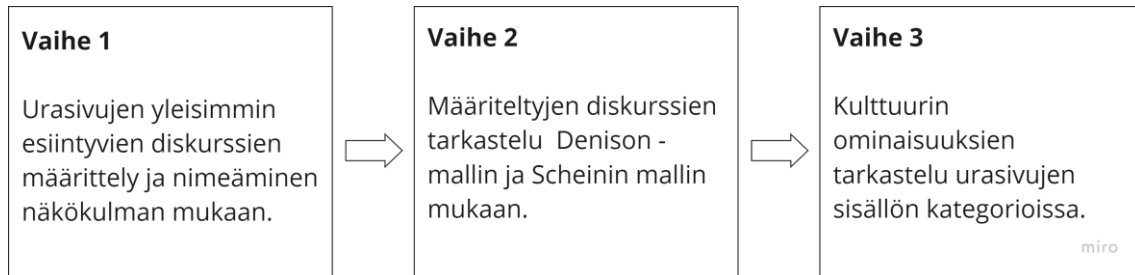 Vaihe 1
Urasivujen yleisimmin
esiintyvien diskurssien
määrittely ja nimeäminen
näkökulman mukaan.
Vaihe 2
Määriteltyjen diskurssien
tarkastelu Denison -
mallin ja Scheinin mallin
mukaan.
Vaihe 3
Kulttuurin
ominaisuuksien
tarkastelu urasivujen
sisällön kategorioissa.
miro